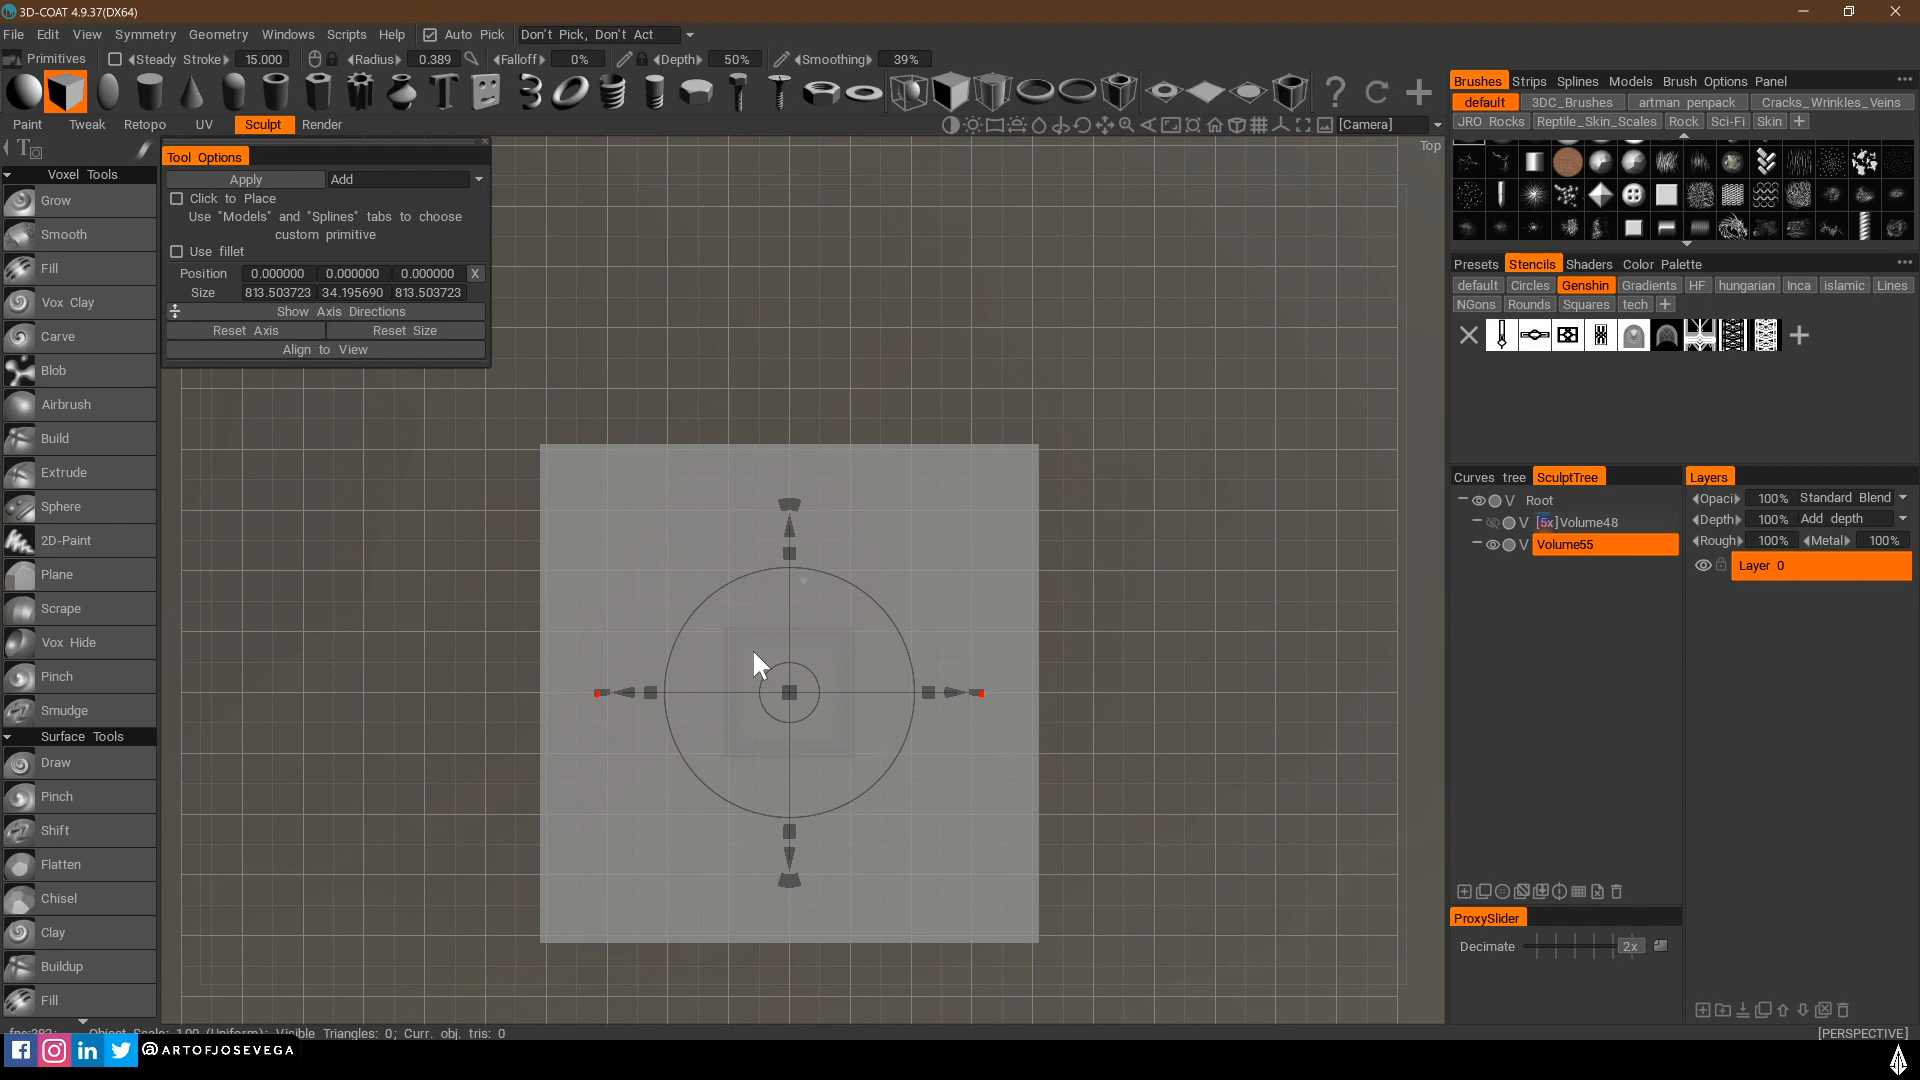 3D-COAT 4.9.37(DX64)
File Edit View Symmetry Geometry Windows Scripts Help Auto Pick Don't Pick, Don't Act
Primitives Steady Stroke 15.000 Radius 0.389 Falloff 0% Depth 50% Smoothing 39%
Paint Tweak Retopo UV Sculpt Render [Camera]
Top
Tool Options
Apply Add
Click to Place
Use "Models" and "Splines" tabs to choose
custom primitive
Use fillet
Position 0.000000 0.000000 0.000000 X
Size 813.503723 34.195690 813.503723
Show Axis Directions
Reset Axis Reset Size
Align to View
Voxel Tools
Grow
Smooth
Fill
Vox Clay
Carve
Blob
Airbrush
Build
Extrude
Sphere
2D-Paint
Plane
Scrape
Vox Hide
Pinch
Smudge
Surface Tools
Draw
Pinch
Shift
Flatten
Chisel
Clay
Buildup
Fill
Brushes Strips Splines Models Brush Options Panel
default 3DC_Brushes artman penpack Cracks_Wrinkles_Veins
JRO Rocks Reptile_Skin_Scales Rock Sci-Fi Skin
Presets Stencils Shaders Color Palette
default Circles Genshin Gradients HF hungarian Inca islamic Lines
NGons Rounds Squares tech
Curves tree SculptTree
Root
V [5x]Volume48
V Volume55
Layers
Opaci 100% Standard Blend
Depth 100% Add depth
Rough 100% Metal 100%
Layer 0
ProxySlider
Decimate 2x
Object Scale: 1.00 (Uniform); Visible Triangles: 0; Curr. obj. tris: 0
[PERSPECTIVE]
@ARTOFJOSEVEGA